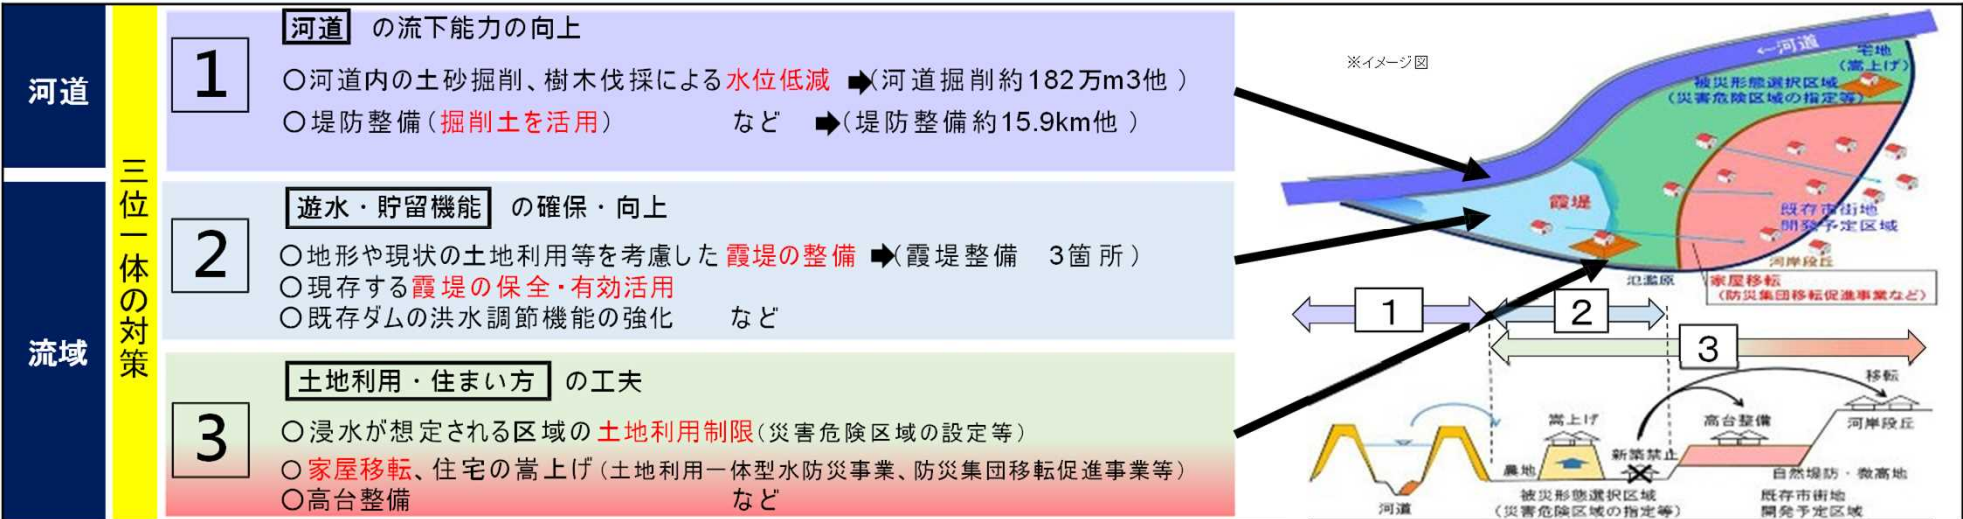 河道
流域
三位一体の対策
1
河道 の流下能力の向上
〇河道内の土砂掘削、樹木伐採による水位低減 ➡(河道掘削約182万m3他 )
〇堤防整備(掘削土を活用) など ➡(堤防整備約15.9km他 )
2
遊水・貯留機能 の確保・向上
〇地形や現状の土地利用等を考慮した霞堤の整備 ➡(霞堤整備 3箇所 )
〇現存する霞堤の保全・有効活用
〇既存ダムの洪水調節機能の強化 など
3
土地利用・住まい方 の工夫
〇浸水が想定される区域の土地利用制限(災害危険区域の設定等)
〇家屋移転、住宅の嵩上げ(土地利用一体型水防災事業、防災集団移転促進事業等)
〇高台整備 など
※イメージ図
←河道
宅地
(嵩上げ)
被災形態選択区域
(災害危険区域の指定等)
霞堤
既存市街地
開発予定区域
河岸段丘
氾濫原
家屋移転
(防災集団移転促進事業など)
1
2
3
移転
嵩上げ
高台整備
河岸段丘
新築禁止
農地
自然堤防・微高地
河道
被災形態選択区域
(災害危険区域の指定等)
既存市街地
開発予定区域